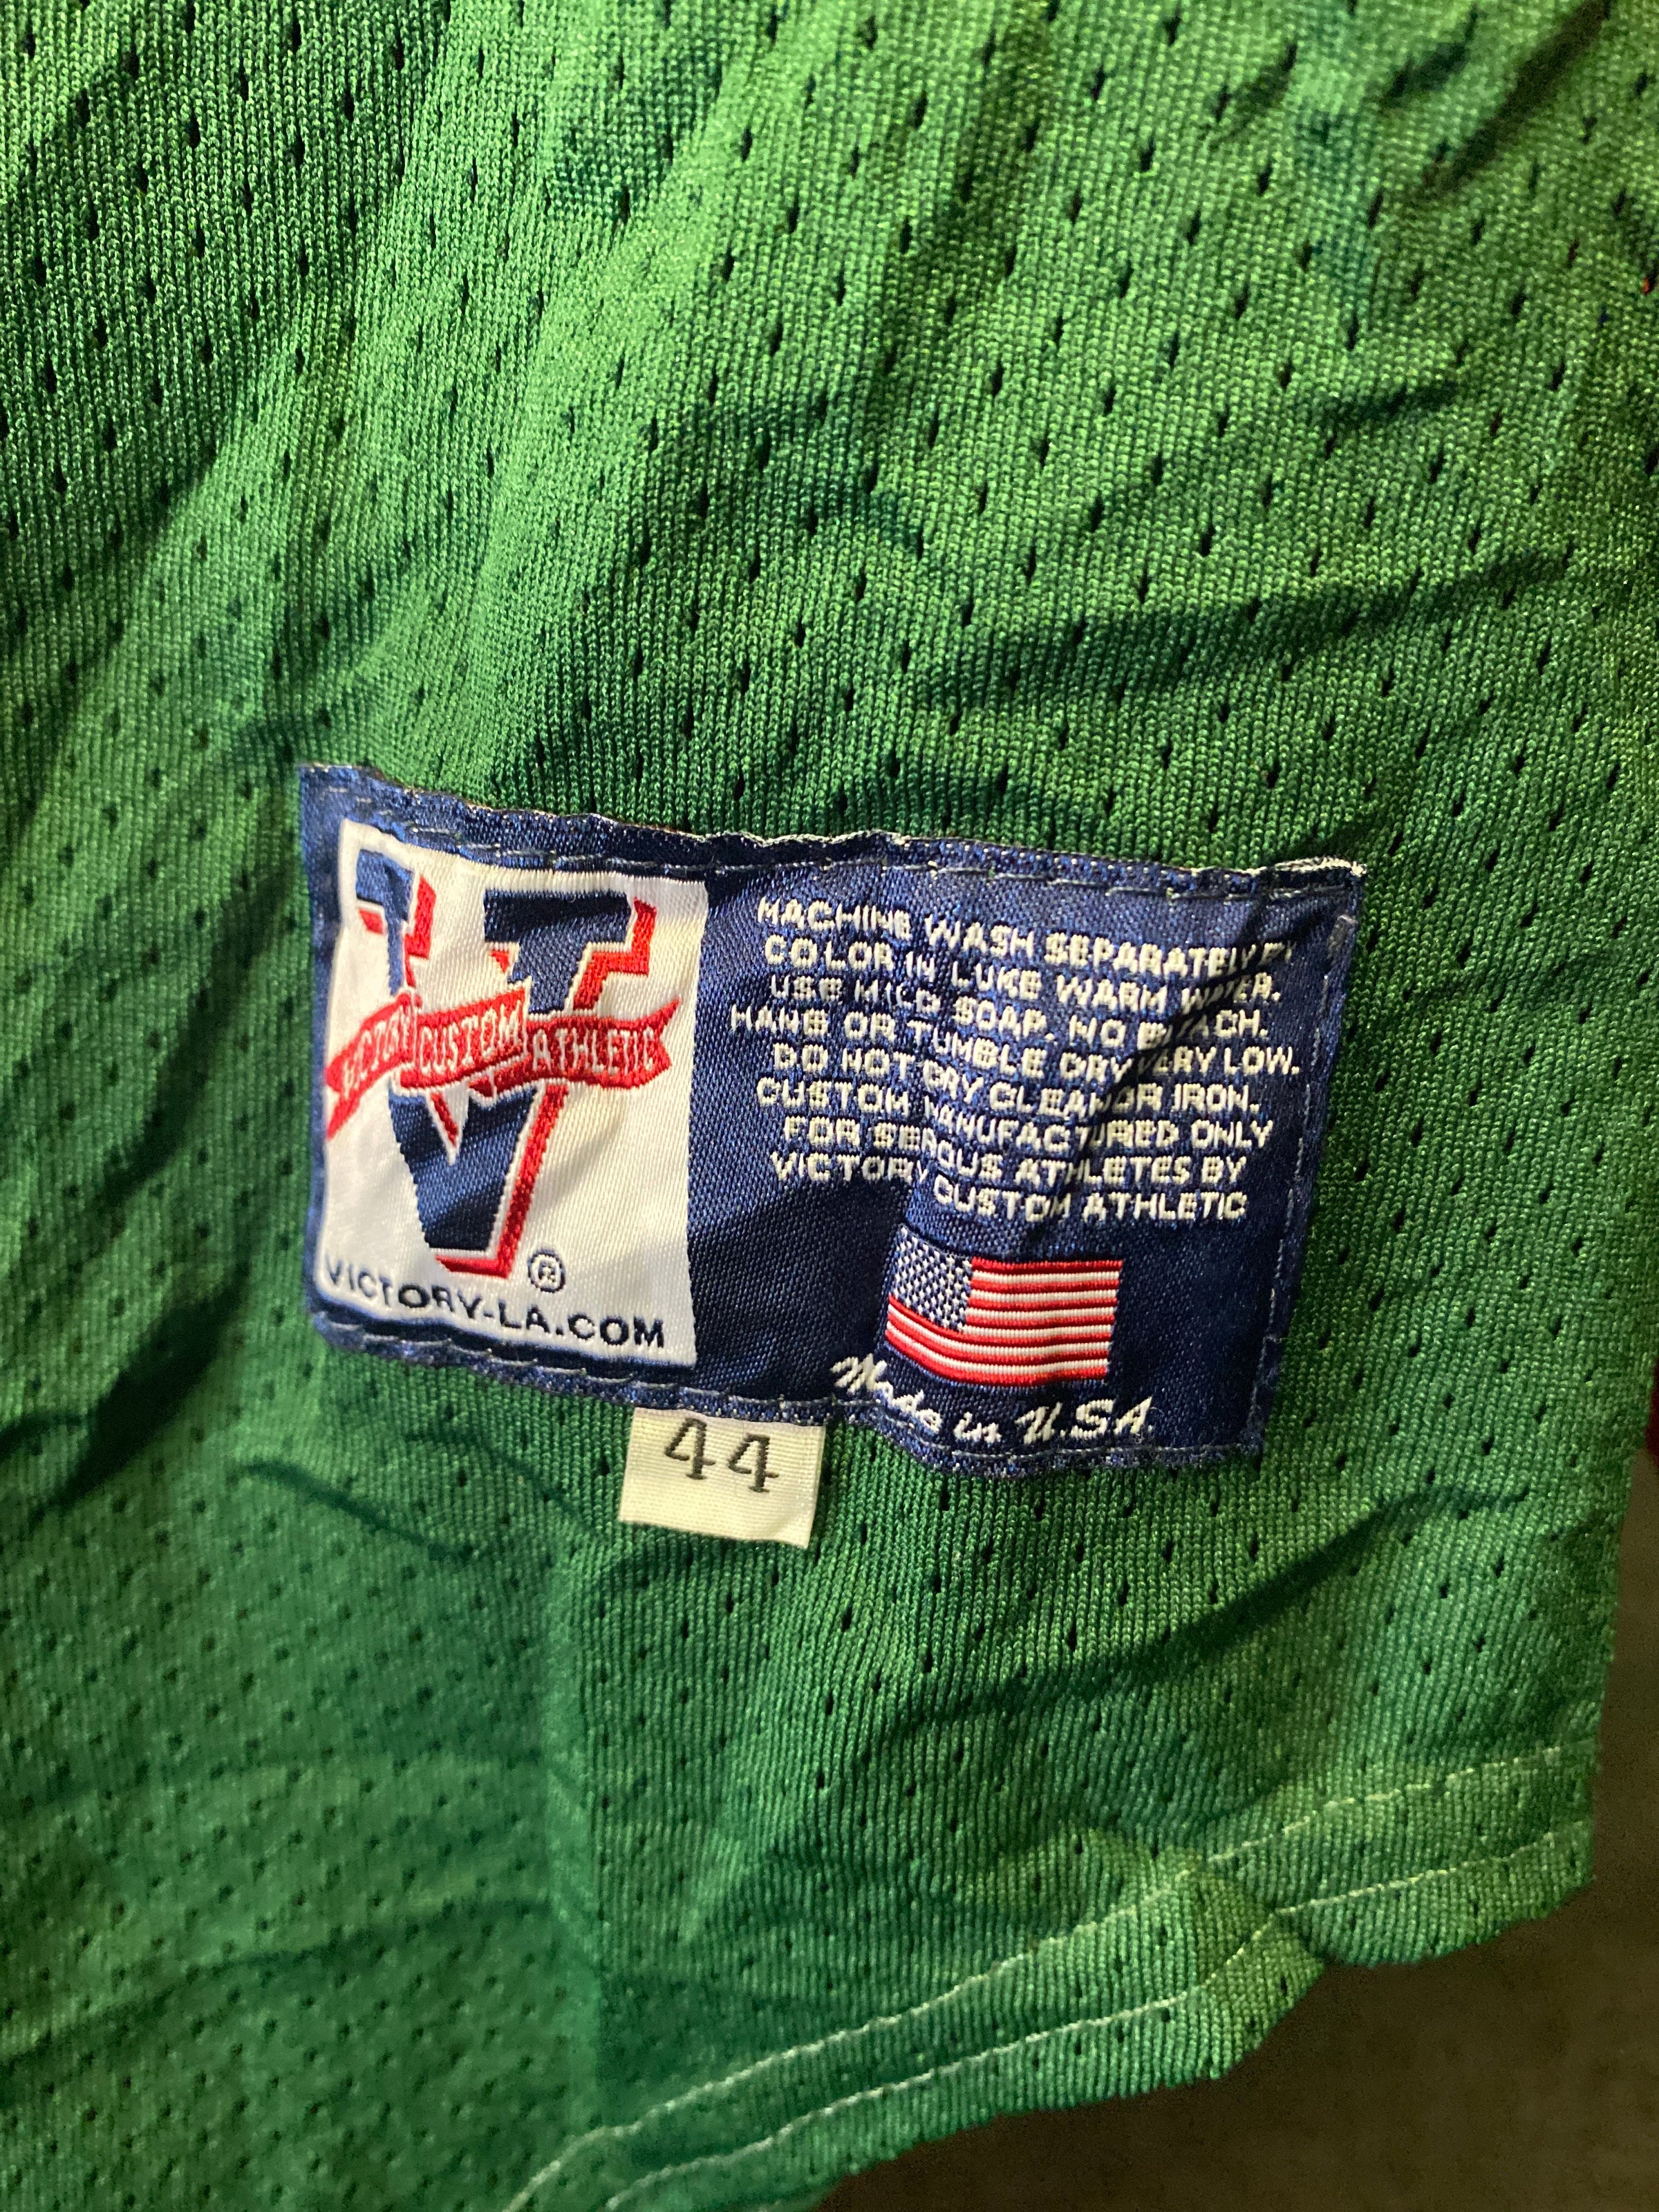 VICTORY CUSTOM ATHLETIC
®
VICTORY-LA.COM
MACHINE WASH SEPARATELY BY
COLOR IN LUKE WARM WATER.
USE MILD SOAP. NO BLEACH.
HANG OR TUMBLE DRY VERY LOW.
DO NOT DRY CLEAN OR IRON.
CUSTOM MANUFACTURED ONLY
FOR SERIOUS ATHLETES BY
VICTORY CUSTOM ATHLETIC
Made in U.S.A.
44